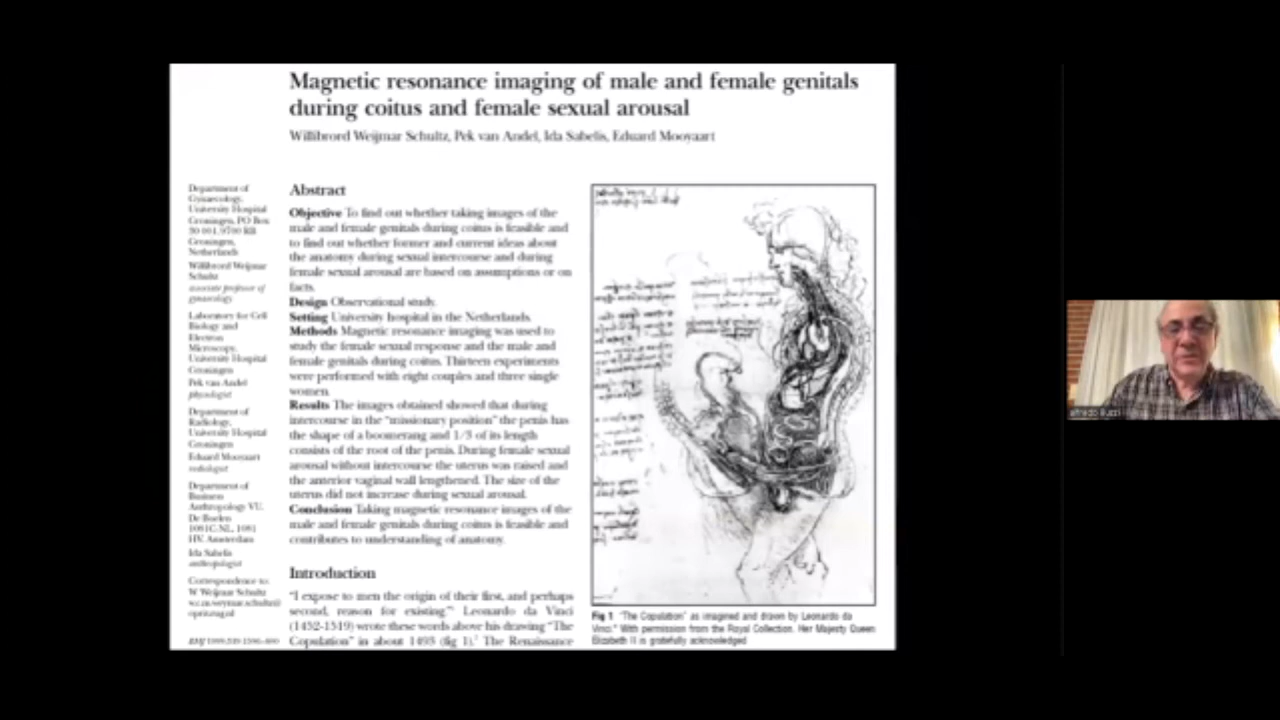 Magnetic resonance imaging of male and female genitals
during coitus and female sexual arousal
Willibrord Weijmar Schultz, Pek van Andel, Ida Sabelis, Eduard Mooyaart
Department of
Gynaecology,
University Hospital
Groningen, PO Box
Groningen,
Netherlands
Willibrord Weijmar
Schultz
associate professor of
gynaecology
Laboratory for Cell
Biology and
Electron
Microscopy,
University Hospital
Groningen
Pek van Andel
physiologist
Department of
Radiology,
University Hospital
Groningen
Eduard Mooyaart
radiologist
Department of
Business
Anthropology VU,
De Boelen
HV Amsterdam
Ida Sabelis
anthropologist
Correspondence to:
W Weijmar Schultz
Abstract
Objective To find out whether taking images of the
male and female genitals during coitus is feasible and
to find out whether former and current ideas about
the anatomy during sexual intercourse and during
female sexual arousal are based on assumptions or on
facts.
Design Observational study.
Setting University hospital in the Netherlands.
Methods Magnetic resonance imaging was used to
study the female sexual response and the male and
female genitals during coitus. Thirteen experiments
were performed with eight couples and three single
women.
Results The images obtained showed that during
intercourse in the "missionary position" the penis has
the shape of a boomerang and 1/3 of its length
consists of the root of the penis. During female sexual
arousal without intercourse the uterus was raised and
the anterior vaginal wall lengthened. The size of the
uterus did not increase during sexual arousal.
Conclusion Taking magnetic resonance images of the
male and female genitals during coitus is feasible and
contributes to understanding of anatomy.
Introduction
"I expose to men the origin of their first, and perhaps
second, reason for existing." Leonardo da Vinci
(1452-1519) wrote these words above his drawing "The
Copulation" in about 1493 (fig 1). The Renaissance
Fig 1 "The Copulation" as imagined and drawn by Leonardo da
Vinci. With permission from the Royal Collection. Her Majesty Queen
Elizabeth II is gratefully acknowledged